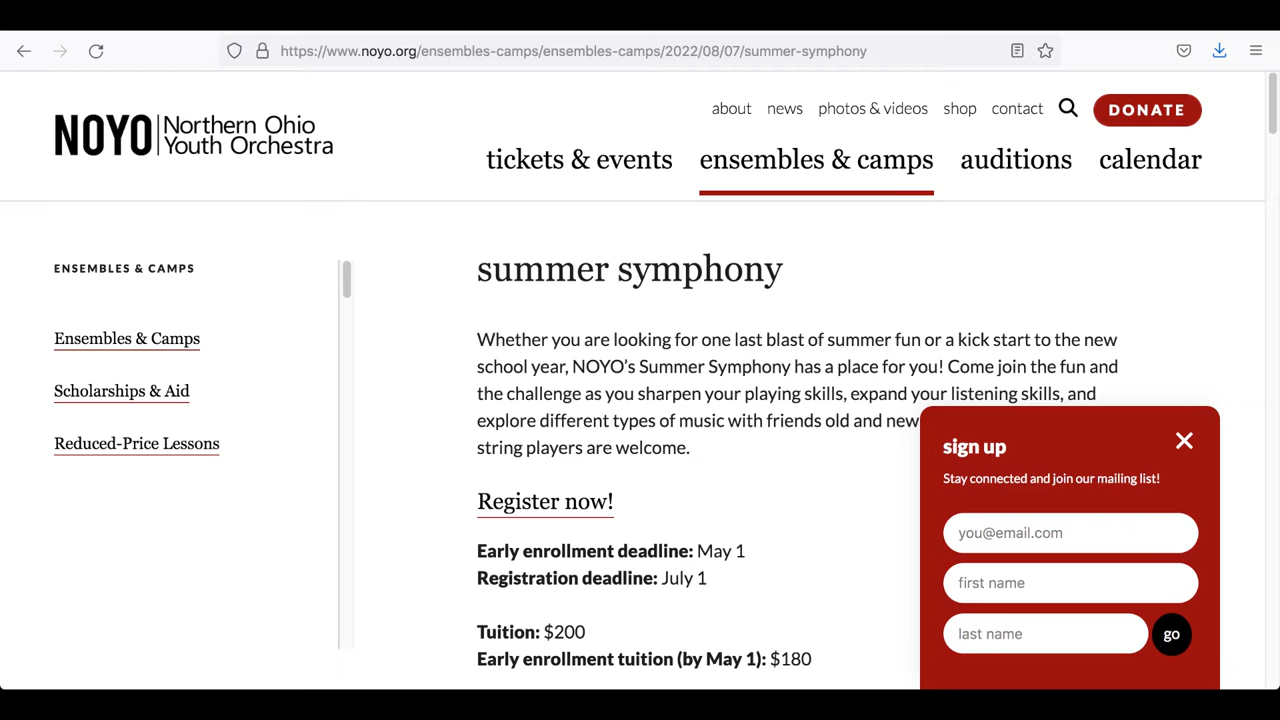 https://www.noyo.org/ensembles-camps/ensembles-camps/2022/08/07/summer-symphony
NOYO Northern Ohio
Youth Orchestra
about news photos & videos shop contact DONATE
tickets & events ensembles & camps auditions calendar
ENSEMBLES & CAMPS
Ensembles & Camps
Scholarships & Aid
Reduced-Price Lessons
summer symphony
Whether you are looking for one last blast of summer fun or a kick start to the new
school year, NOYO’s Summer Symphony has a place for you! Come join the fun and
the challenge as you sharpen your playing skills, expand your listening skills, and
explore different types of music with friends old and new
string players are welcome.
Register now!
Early enrollment deadline: May 1
Registration deadline: July 1
Tuition: $200
Early enrollment tuition (by May 1): $180
sign up
Stay connected and join our mailing list!
you@email.com
first name
last name
go